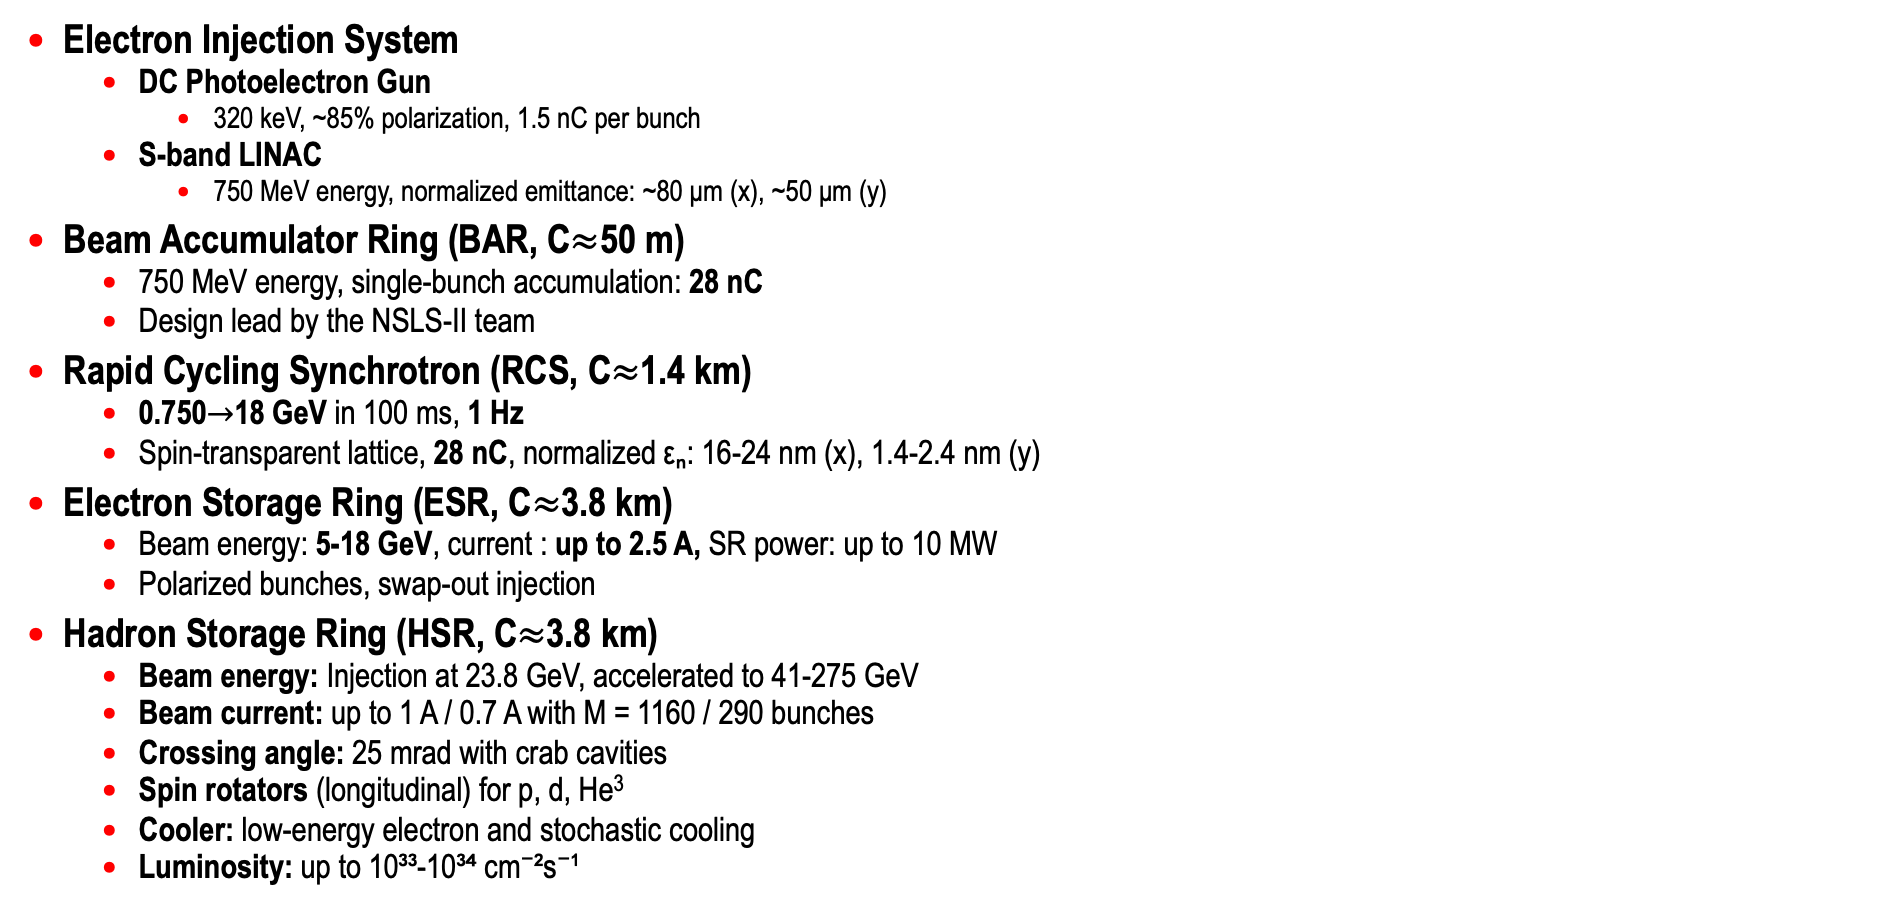 • Electron Injection System
• DC Photoelectron Gun
• 320 keV, ~85% polarization, 1.5 nC per bunch
• S-band LINAC
• 750 MeV energy, normalized emittance: ~80 µm (x), ~50 µm (y)
• Beam Accumulator Ring (BAR, C≈50 m)
• 750 MeV energy, single-bunch accumulation: 28 nC
• Design lead by the NSLS-II team
• Rapid Cycling Synchrotron (RCS, C≈1.4 km)
• 0.750→18 GeV in 100 ms, 1 Hz
• Spin-transparent lattice, 28 nC, normalized εₙ: 16-24 nm (x), 1.4-2.4 nm (y)
• Electron Storage Ring (ESR, C≈3.8 km)
• Beam energy: 5-18 GeV, current : up to 2.5 A, SR power: up to 10 MW
• Polarized bunches, swap-out injection
• Hadron Storage Ring (HSR, C≈3.8 km)
• Beam energy: Injection at 23.8 GeV, accelerated to 41-275 GeV
• Beam current: up to 1 A / 0.7 A with M = 1160 / 290 bunches
• Crossing angle: 25 mrad with crab cavities
• Spin rotators (longitudinal) for p, d, He³
• Cooler: low-energy electron and stochastic cooling
• Luminosity: up to 10³³-10³⁴ cm⁻²s⁻¹